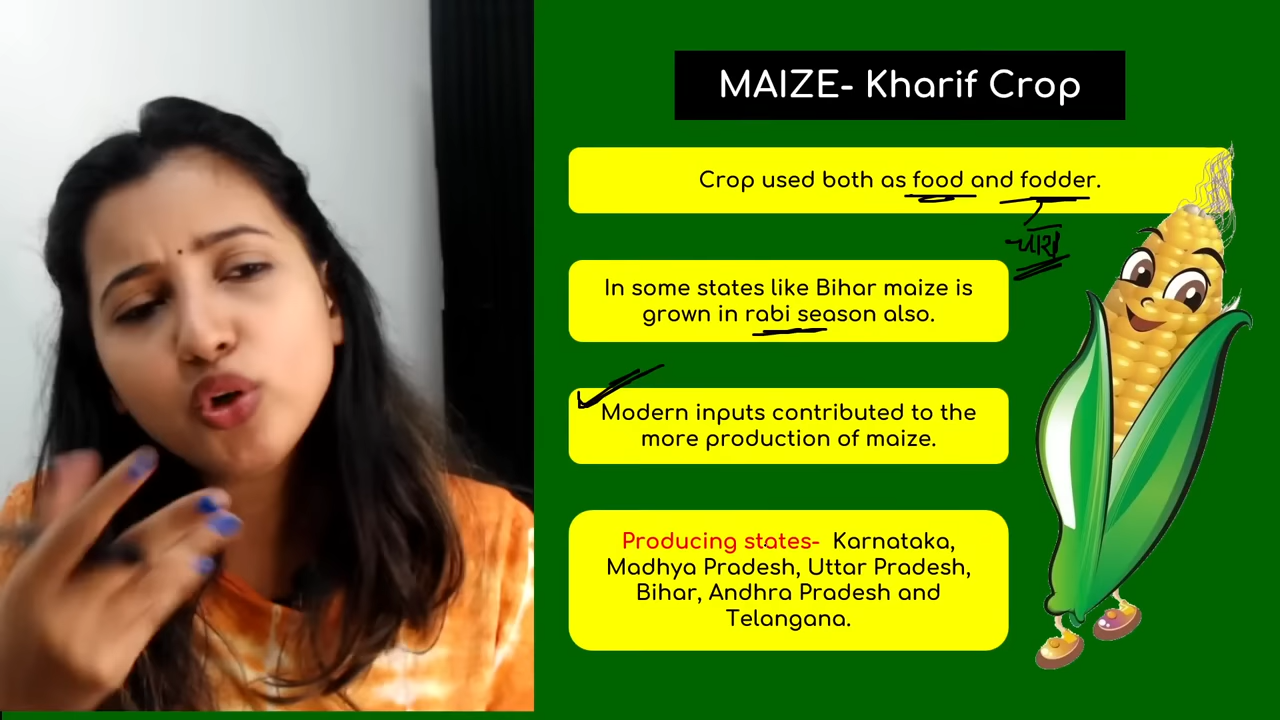 MAIZE- Kharif Crop
Crop used both as food and fodder.
चारा
In some states like Bihar maize is
grown in rabi season also.
Modern inputs contributed to the
more production of maize.
Producing states- Karnataka,
Madhya Pradesh, Uttar Pradesh,
Bihar, Andhra Pradesh and
Telangana.